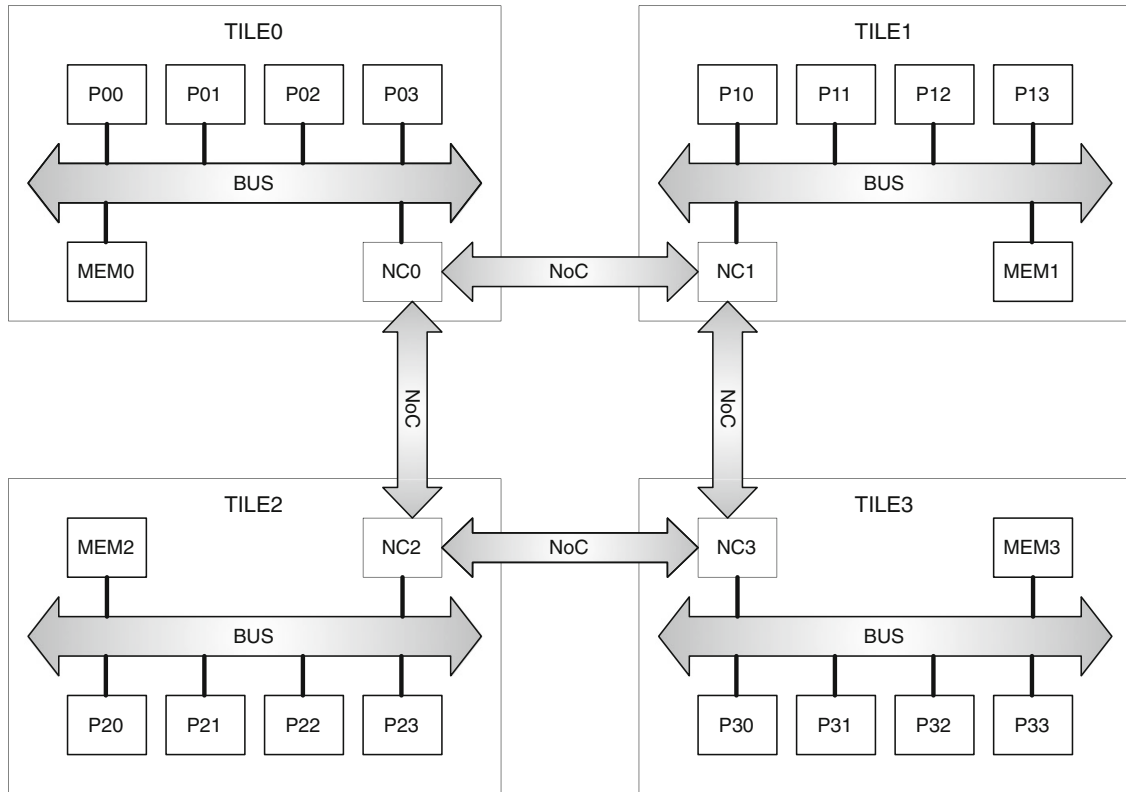 TILE0
TILE1
P00 P01 P02 P03
P10 P11 P12 P13
BUS
BUS
MEM0
NC0
NoC
NC1
MEM1
NoC
NoC
TILE2
TILE3
MEM2
NC2
NoC
NC3
MEM3
BUS
BUS
P20 P21 P22 P23
P30 P31 P32 P33